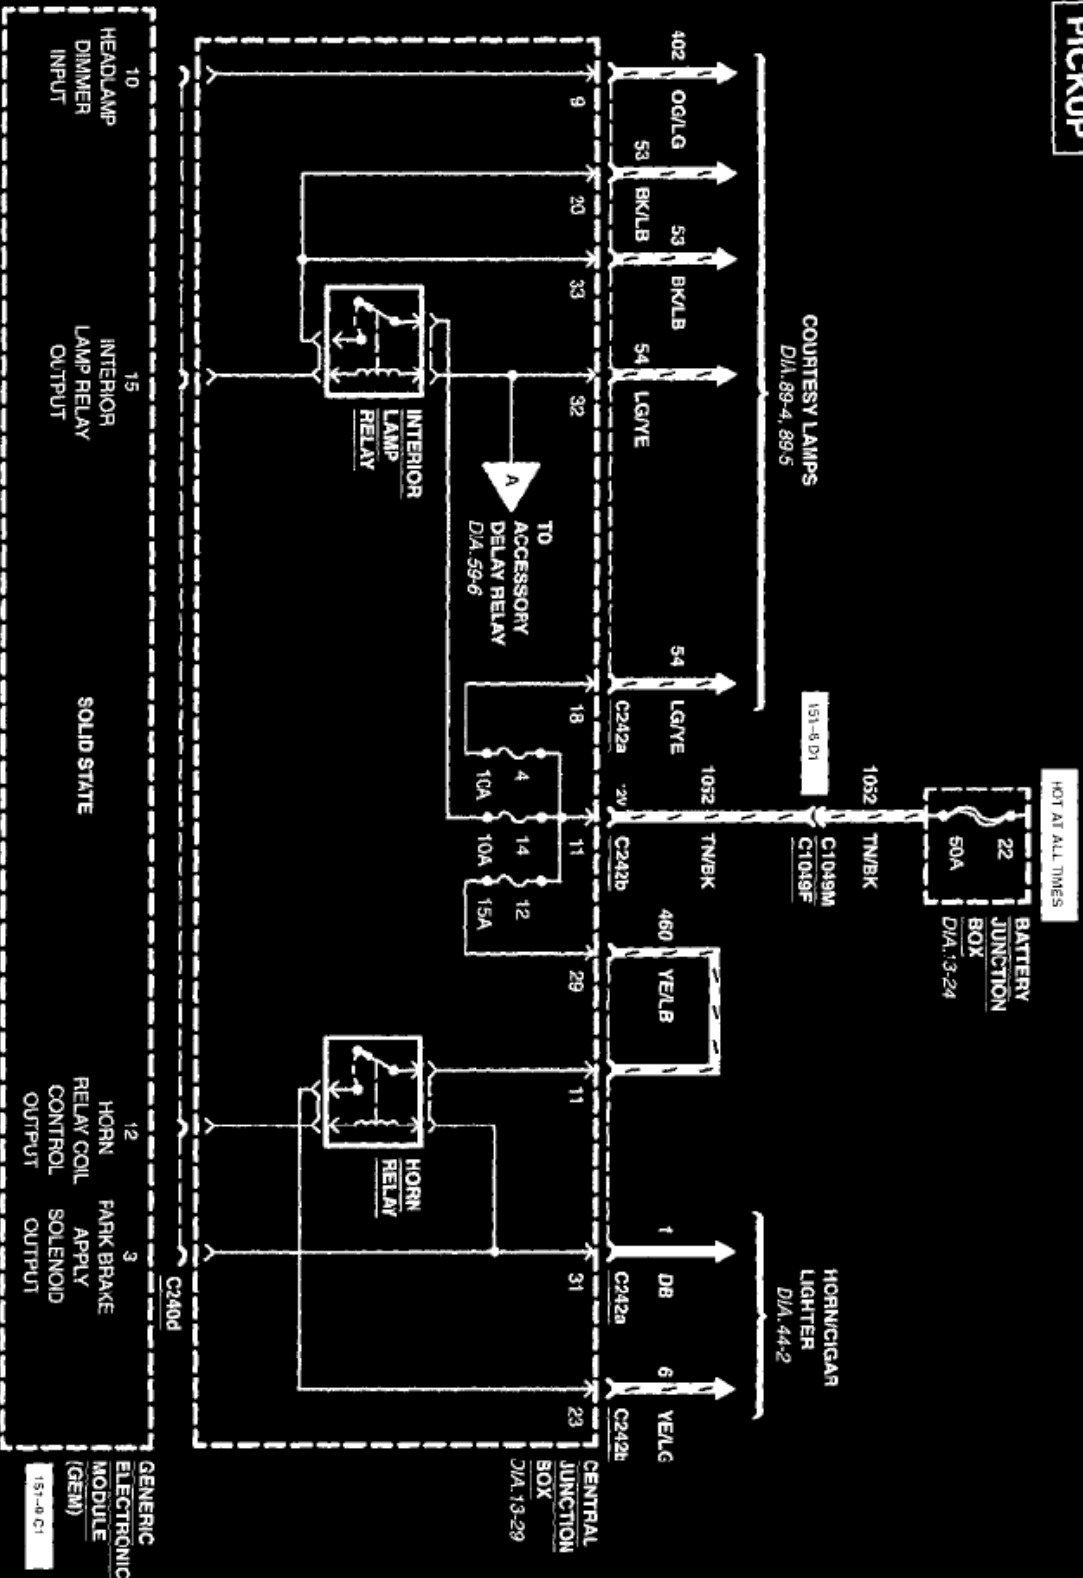 PICKUP
HOT AT ALL TIMES
22
50A
BATTERY
JUNCTION
BOX
DIA.13-24
1052
TN/BK
151-6 D1
C1049M
C1049F
COURTESY LAMPS
DIA.89-4, 89-5
HORN/CIGAR
LIGHTER
DIA.44-2
402
OG/LG
53
BK/LB
53
BK/LB
54
LG/YE
54
LG/YE
1052
TN/BK
460
YE/LB
1
DB
6
YE/LG
C242a
C242b
C242a
C242b
9
20
33
32
18
11
29
11
31
23
CENTRAL
JUNCTION
BOX
DIA.13-29
A
TO
ACCESSORY
DELAY RELAY
DIA.59-6
4
10A
14
10A
12
15A
INTERIOR
LAMP
RELAY
HORN
RELAY
C240d
10
HEADLAMP
DIMMER
INPUT
15
INTERIOR
LAMP RELAY
OUTPUT
SOLID STATE
12
HORN
RELAY COIL
CONTROL
OUTPUT
3
PARK BRAKE
APPLY
SOLENOID
OUTPUT
GENERIC
ELECTRONIC
MODULE
(GEM)
151-9 C1